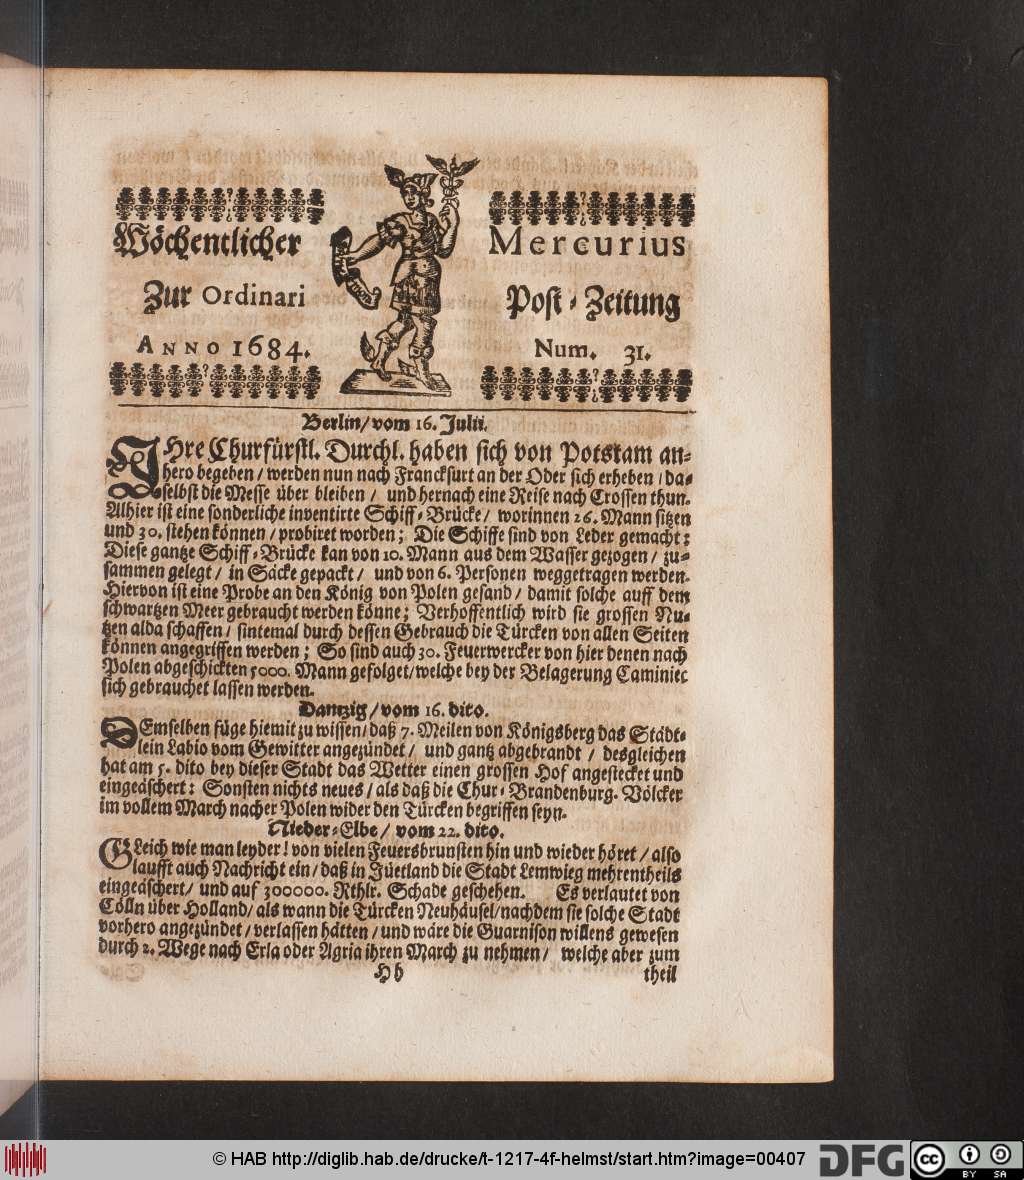 Wöchentlicher Mercurius
Zur Ordinari Post-Zeitung
ANNO 1684. Num. 31.
Berlin/ vom 16. Julii.
IHre Churfürstl. Durchl. haben sich von Potstam an-
hero begeben/ werden nun nach Franckfurt an der Oder sich erheben/ da-
selbst die Messe über bleiben/ und hernach eine Reise nach Crossen thun.
Alhier ist eine sonderliche inventirte Schiff-Brücke/ worinnen 26. Mann sitzen
und 30. stehen können/ probiret worden; Die Schiffe sind von Leder gemacht:
Diese gantze Schiff-Brücke kan von 10. Mann aus dem Wasser gezogen/ zu-
sammen gelegt/ in Säcke gepackt/ und von 6. Personen weggetragen werden.
Hiervon ist eine Probe an den König von Polen gesand/ damit solche auff dem
schwartzen Meer gebraucht werden könne; Verhoffentlich wird sie grossen Nu-
tzen alda schaffen/ sintemal durch dessen Gebrauch die Türcken von allen Seiten
können angegriffen werden; So sind auch 30. Feuerwercker von hier denen nach
Polen abgeschickten 5000. Mann gefolget/ welche bey der Belagerung Caminiec
sich gebrauchet lassen werden.
Dantzig/ vom 16. dito.
DEmselben füge hiemit zu wissen/ daß 7. Meilen von Königsberg das Städt-
lein Labio vom Gewitter angezündet/ und gantz abgebrandt/ desgleichen
hat am 5. dito bey dieser Stadt das Wetter einen grossen Hof angestecket und
eingeäschert: Sonsten nichts neues/ als daß die Chur-Brandenburg. Völcker
im vollem March nacher Polen wider den Türcken begriffen seyn.
Nieder-Elbe/ vom 22. dito.
GLeich wie man leyder! von vielen Feuersbrunsten hin und wieder höret/ also
laufft auch Nachricht ein/ daß in Jüetland die Stadt Lemwieg mehrentheils
eingeäschert/ und auf 300000. Rthlr. Schade geschehen. Es verlautet von
Cölln über Holland/ als wann die Türcken Neuhäusel/ nachdem sie solche Stadt
vorhero angezündet/ verlassen hätten/ und wäre die Guarnison willens gewesen
durch 2. Wege nach Erla oder Agria ihren March zu nehmen/ welche aber zum
Hh theil
© HAB http://diglib.hab.de/drucke/t-1217-4f-helmst/start.htm?image=00407 DFG cc BY SA